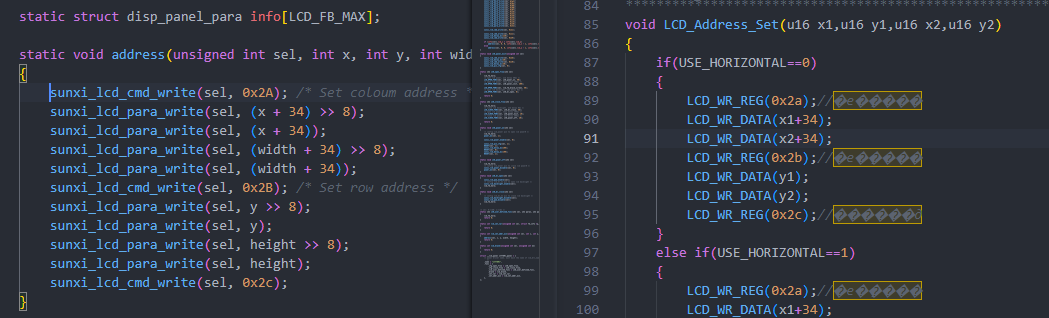 static struct disp_panel_para info[LCD_FB_MAX];
static void address(unsigned int sel, int x, int y, int wid
{
sunxi_lcd_cmd_write(sel, 0x2A); /* Set coloum address *
sunxi_lcd_para_write(sel, (x + 34) >> 8);
sunxi_lcd_para_write(sel, (x + 34));
sunxi_lcd_para_write(sel, (width + 34) >> 8);
sunxi_lcd_para_write(sel, (width + 34));
sunxi_lcd_cmd_write(sel, 0x2B); /* Set row address */
sunxi_lcd_para_write(sel, y >> 8);
sunxi_lcd_para_write(sel, y);
sunxi_lcd_para_write(sel, height >> 8);
sunxi_lcd_para_write(sel, height);
sunxi_lcd_cmd_write(sel, 0x2c);
}
84
85 void LCD_Address_Set(u16 x1,u16 y1,u16 x2,u16 y2)
86 {
87 if(USE_HORIZONTAL==0)
88 {
89 LCD_WR_REG(0x2a);//
90 LCD_WR_DATA(x1+34);
91 LCD_WR_DATA(x2+34);
92 LCD_WR_REG(0x2b);//
93 LCD_WR_DATA(y1);
94 LCD_WR_DATA(y2);
95 LCD_WR_REG(0x2c);//
96 }
97 else if(USE_HORIZONTAL==1)
98 {
99 LCD_WR_REG(0x2a);//
100 LCD_WR_DATA(x1+34);